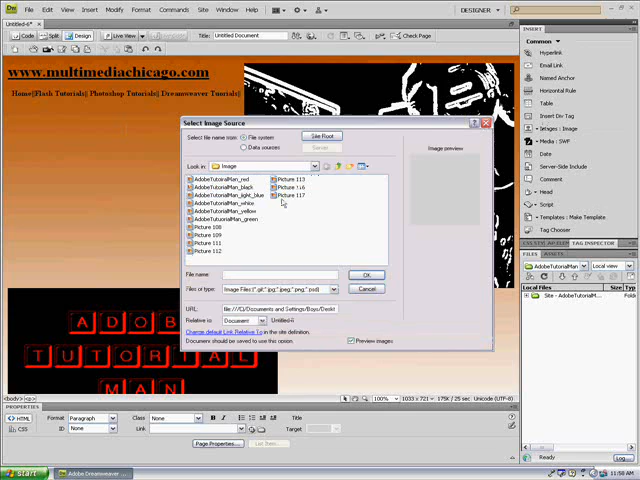 Dw
File Edit View Insert Modify Format Commands Site Window Help
DESIGNER
Untitled-6*
Code Split Design Live View Title: Untitled Document Check Page
www.multimediachicago.com
Home|Flash Tutorials|| Photoshop Tutorials|| Dreamweaver Tutorials||
Select Image Source
Select file name from: File system Site Root
Data sources Server
Look in: Image
Image preview
AdobeTutorialMan_red
AdobeTutorialMan_black
AdobeTutorialMan_light_blue
AdobeTutorialMan_white
AdobeTutorialMan_yellow
AdobeTutorialMan_green
Picture 108
Picture 109
Picture 111
Picture 112
Picture 113
Picture 116
Picture 117
File name: OK
Files of type: Image Files (*.gif;*.jpg;*.jpeg;*.png;*.psd) Cancel
URL: file:///C|/Documents and Settings/Boys/Deskt
Relative to: Document Untitled-6
Change default Link Relative To in the site definition.
Document should be saved to use this option. Preview images
ADOB
TUTORIAL
MAN
INSERT
Common
Hyperlink
Email Link
Named Anchor
Horizontal Rule
Table
Insert Div Tag
Images : Image
Media : SWF
Date
Server-Side Include
Comment
Head
Script
Templates : Make Template
Tag Chooser
TAG INSPECTOR
FILES ASSETS
AdobeTutorialMan Local view
Local Files Size
Site - AdobeTutorialM... Folde
Ready Log...
<body> <h1>
100% 1033 x 721 175K / 25 sec Unicode (UTF-8)
PROPERTIES
HTML Format Paragraph Class None B I Title
CSS ID None Link Target
Page Properties... List Item...
start Adobe Dreamweaver ... 11:58 AM